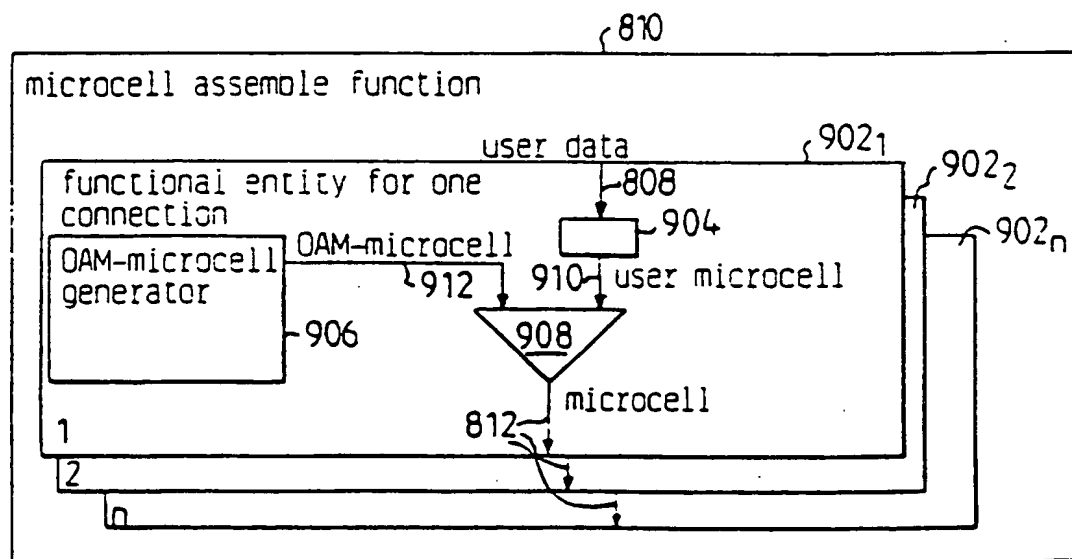 810
microcell assemble function
user data
902₁
functional entity for one
connection
808
902₂
904
902ₙ
OAM-microcell
generator
OAM-microcell
912
910
user microcell
906
908
microcell
812
1
2
n